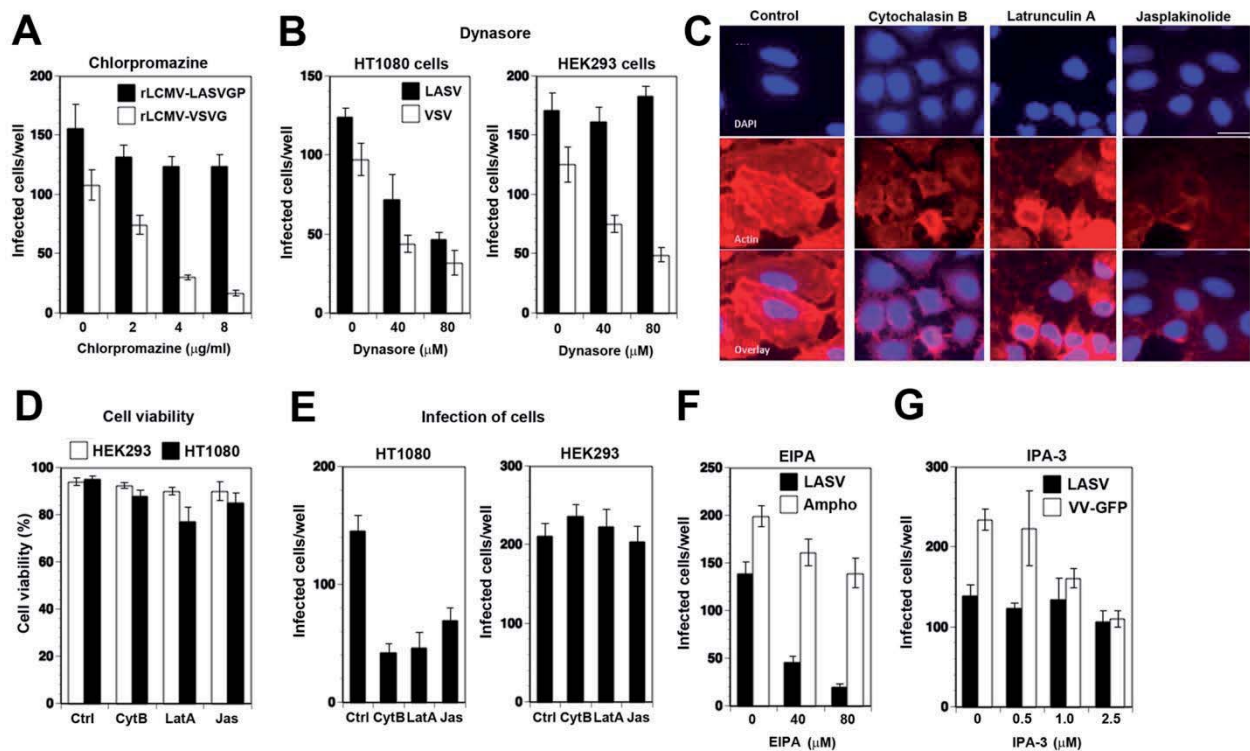 A
Chlorpromazine
200
150
100
50
0
Infected cells/well
rLCMV-LASVGP
rLCMV-VSVG
0 2 4 8
Chlorpromazine (μg/ml)
B
Dynasore
HT1080 cells
150
100
50
0
Infected cells/well
LASV
VSV
0 40 80
Dynasore (μM)
HEK293 cells
200
150
100
50
0
Infected cells/well
0 40 80
Dynasore (μM)
C
Control Cytochalasin B Latrunculin A Jasplakinolide
DAPI
Actin
Overlay
D
Cell viability
HEK293 HT1080
100
80
60
40
20
0
Cell viability (%)
Ctrl CytB LatA Jas
E
Infection of cells
HT1080
200
100
0
Infected cells/well
Ctrl CytB LatA Jas
HEK293
300
200
100
0
Infected cells/well
Ctrl CytB LatA Jas
F
EIPA
250
200
150
100
50
0
Infected cells/well
LASV
Ampho
0 40 80
EIPA (μM)
G
IPA-3
300
200
100
0
Infected cells/well
LASV
VV-GFP
0 0.5 1.0 2.5
IPA-3 (μM)